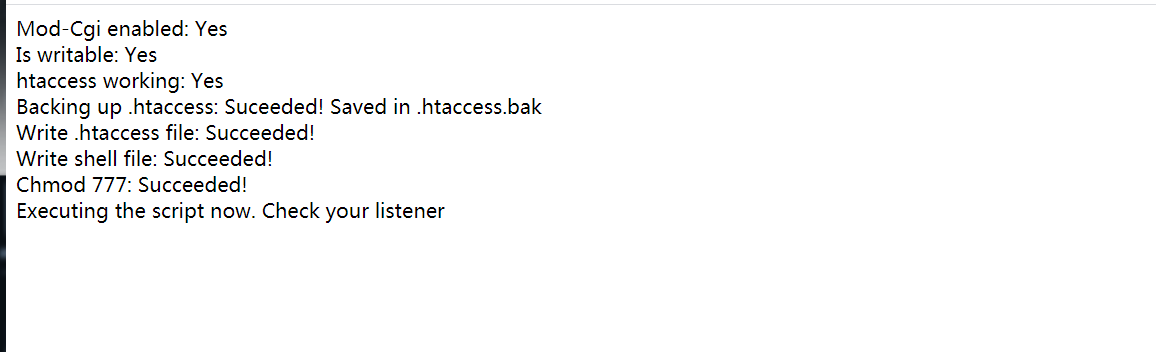 Mod-Cgi enabled: Yes
Is writable: Yes
htaccess working: Yes
Backing up .htaccess: Suceeded! Saved in .htaccess.bak
Write .htaccess file: Succeeded!
Write shell file: Succeeded!
Chmod 777: Succeeded!
Executing the script now. Check your listener